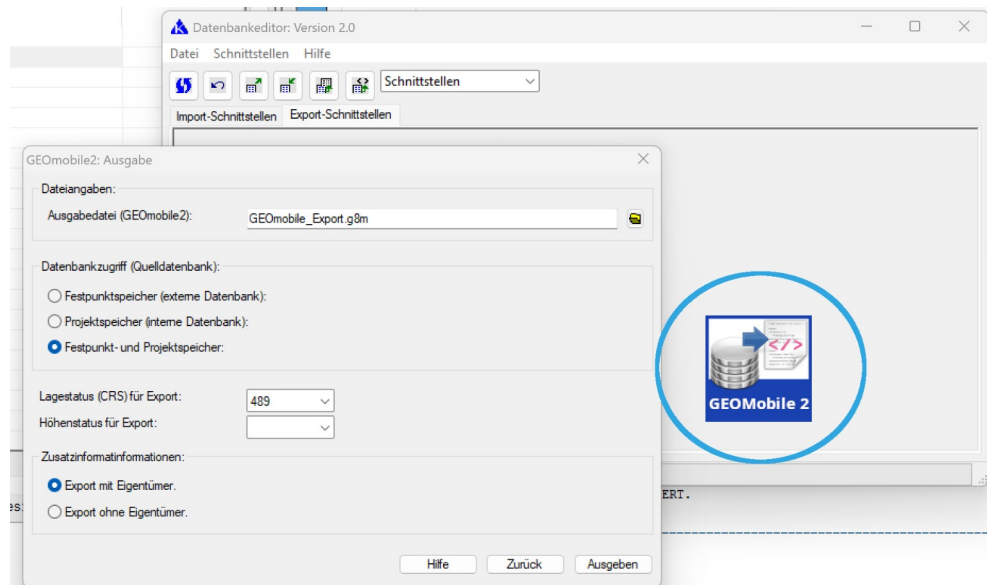 Datenbankeditor: Version 2.0
Datei Schnittstellen Hilfe
Schnittstellen
Import-Schnittstellen Export-Schnittstellen
GEOmobile2: Ausgabe
Dateiangaben:
Ausgabedatei (GEOmobile2): GEOmobile_Export.g8m
Datenbankzugriff (Quelldatenbank):
Festpunktspeicher (externe Datenbank):
Projektspeicher (interne Datenbank):
Festpunkt- und Projektspeicher:
Lagestatus (CRS) für Export: 489
Höhenstatus für Export:
Zusatzinformatinformationen:
Export mit Eigentümer.
Export ohne Eigentümer.
Hilfe Zurück Ausgeben
</>
GEOMobile 2
ERT.